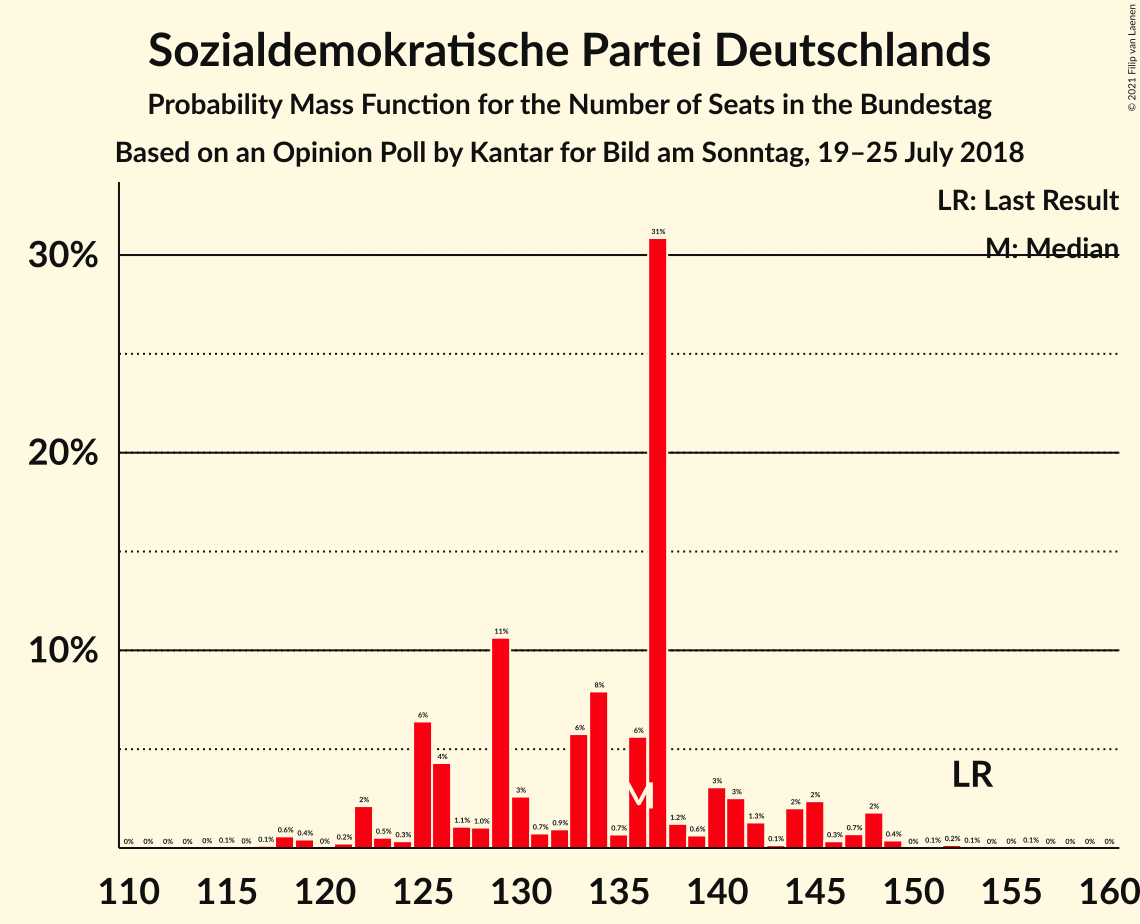 © 2021 Filip van Laenen
Sozialdemokratische Partei Deutschlands
Probability Mass Function for the Number of Seats in the Bundestag
Based on an Opinion Poll by Kantar for Bild am Sonntag, 19–25 July 2018
LR: Last Result
M: Median
30%
20%
10%
0% 0% 0% 0% 0% 0.1% 0% 0.1% 0.6% 0.4% 0% 0.2% 2% 0.5% 0.3% 6% 4% 1.1% 1.0% 11% 3% 0.7% 0.9% 6% 8% 0.7% 6% 31% 1.2% 0.6% 3% 3% 1.3% 0.1% 2% 2% 0.3% 0.7% 2% 0.4% 0% 0.1% 0.2% 0.1% 0% 0% 0.1% 0% 0% 0% 0%
M
LR
110 115 120 125 130 135 140 145 150 155 160